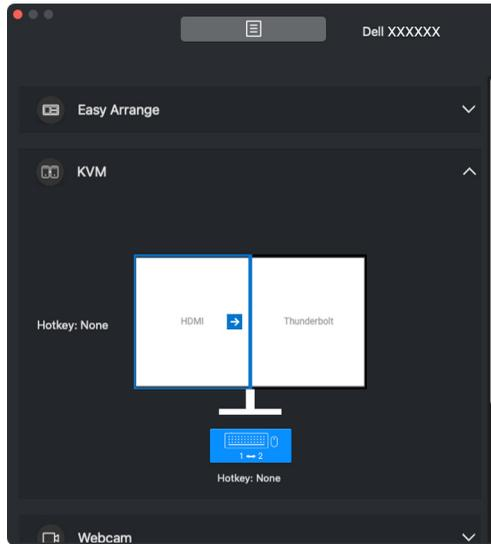 Dell XXXXXX
Easy Arrange
KVM
HDMI
Thunderbolt
Hotkey: None
1 2
Hotkey: None
Webcam